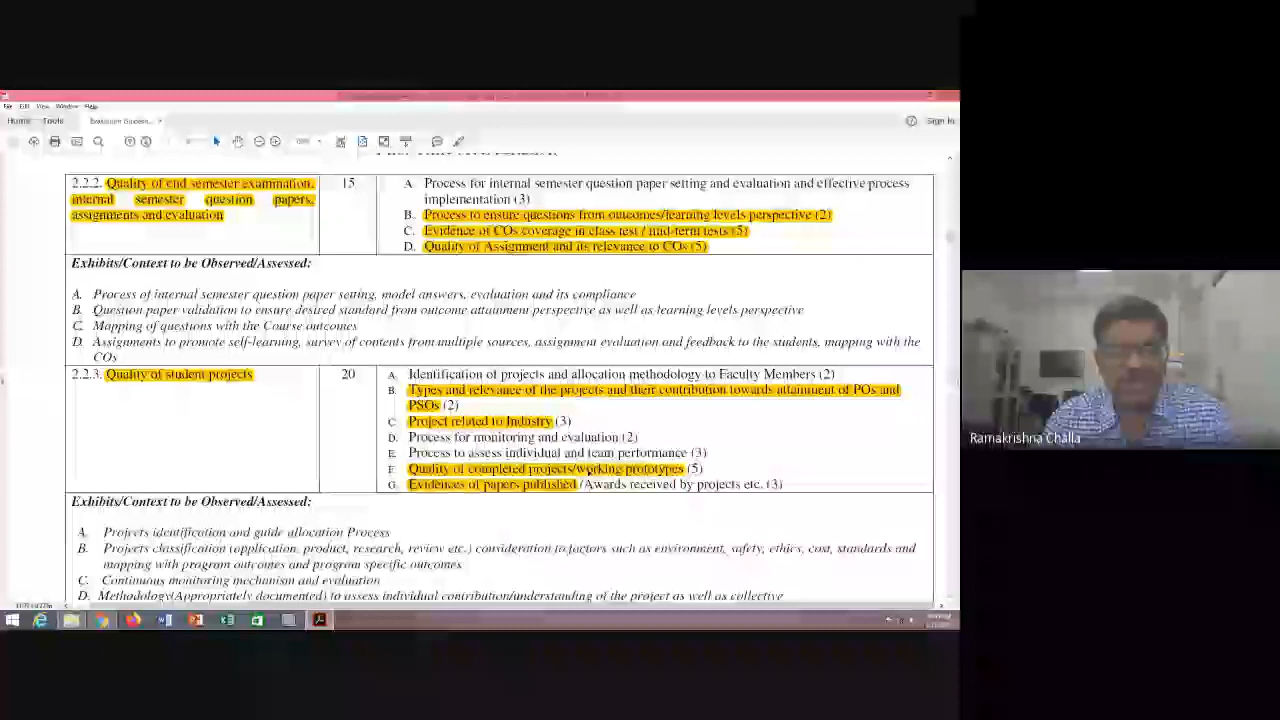 File Edit View Window Help
Home Tools
Sign In
2.2.2. Quality of end semester examination, internal semester question papers, assignments and evaluation
15
A. Process for internal semester question paper setting and evaluation and effective process implementation (3)
B. Process to ensure questions from outcomes/learning levels perspective (2)
C. Evidence of COs coverage in class test / mid-term tests (5)
D. Quality of Assignment and its relevance to COs (5)
Exhibits/Context to be Observed/Assessed:
A. Process of internal semester question paper setting, model answers, evaluation and its compliance
B. Question paper validation to ensure desired standard from outcome attainment perspective as well as learning levels perspective
C. Mapping of questions with the Course outcomes
D. Assignments to promote self-learning, survey of contents from multiple sources, assignment evaluation and feedback to the students, mapping with the
COs
2.2.3. Quality of student projects
20
A. Identification of projects and allocation methodology to Faculty Members (2)
B. Types and relevance of the projects and their contribution towards attainment of POs and
PSOs (2)
C. Project related to Industry (3)
D. Process for monitoring and evaluation (2)
E. Process to assess individual and team performance (3)
F. Quality of completed projects/working prototypes (5)
G. Evidences of papers published /Awards received by projects etc. (3)
Exhibits/Context to be Observed/Assessed:
A. Projects identification and guide allocation Process
B. Projects classification (application, product, research, review etc.) consideration to factors such as environment, safety, ethics, cost, standards and
mapping with program outcomes and program specific outcomes
C. Continuous monitoring mechanism and evaluation
D. Methodology(Appropriately documented) to assess individual contribution/understanding of the project as well as collective
Ramakrishna Challa